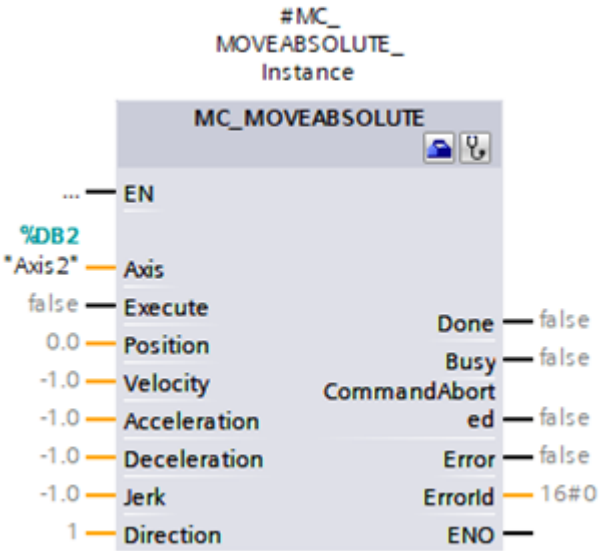 #MC_
MOVEABSOLUTE_
Instance
MC_MOVEABSOLUTE
... EN
%DB2
"Axis2" Axis
false Execute
Done false
0.0 Position
Busy false
-1.0 Velocity
CommandAbort
ed false
-1.0 Acceleration
-1.0 Deceleration
Error false
-1.0 Jerk
ErrorId 16#0
1 Direction
ENO